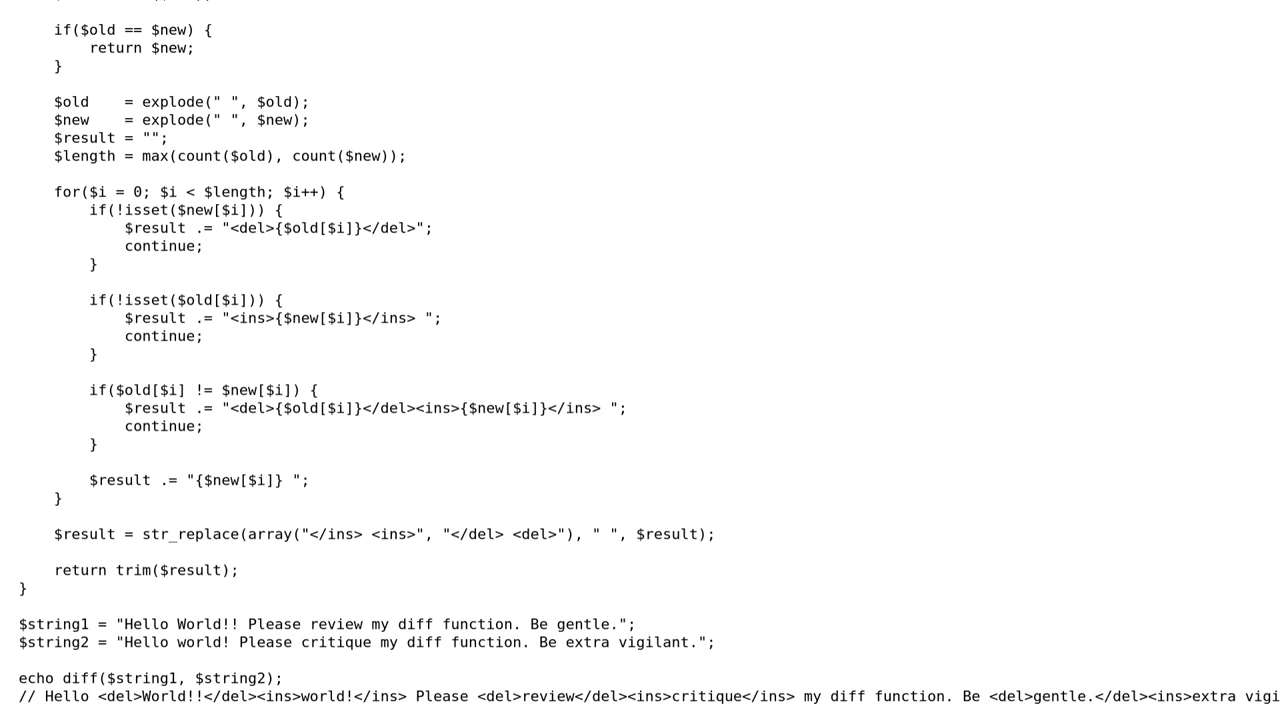 if($old == $new) {
        return $new;
    }

    $old    = explode(" ", $old);
    $new    = explode(" ", $new);
    $result = "";
    $length = max(count($old), count($new));

    for($i = 0; $i < $length; $i++) {
        if(!isset($new[$i])) {
            $result .= "<del>{$old[$i]}</del>";
            continue;
        }

        if(!isset($old[$i])) {
            $result .= "<ins>{$new[$i]}</ins> ";
            continue;
        }

        if($old[$i] != $new[$i]) {
            $result .= "<del>{$old[$i]}</del><ins>{$new[$i]}</ins> ";
            continue;
        }

        $result .= "{$new[$i]} ";
    }

    $result = str_replace(array("</ins> <ins>", "</del> <del>"), " ", $result);

    return trim($result);
}

$string1 = "Hello World!! Please review my diff function. Be gentle.";
$string2 = "Hello world! Please critique my diff function. Be extra vigilant.";

echo diff($string1, $string2);
// Hello <del>World!!</del><ins>world!</ins> Please <del>review</del><ins>critique</ins> my diff function. Be <del>gentle.</del><ins>extra vigi